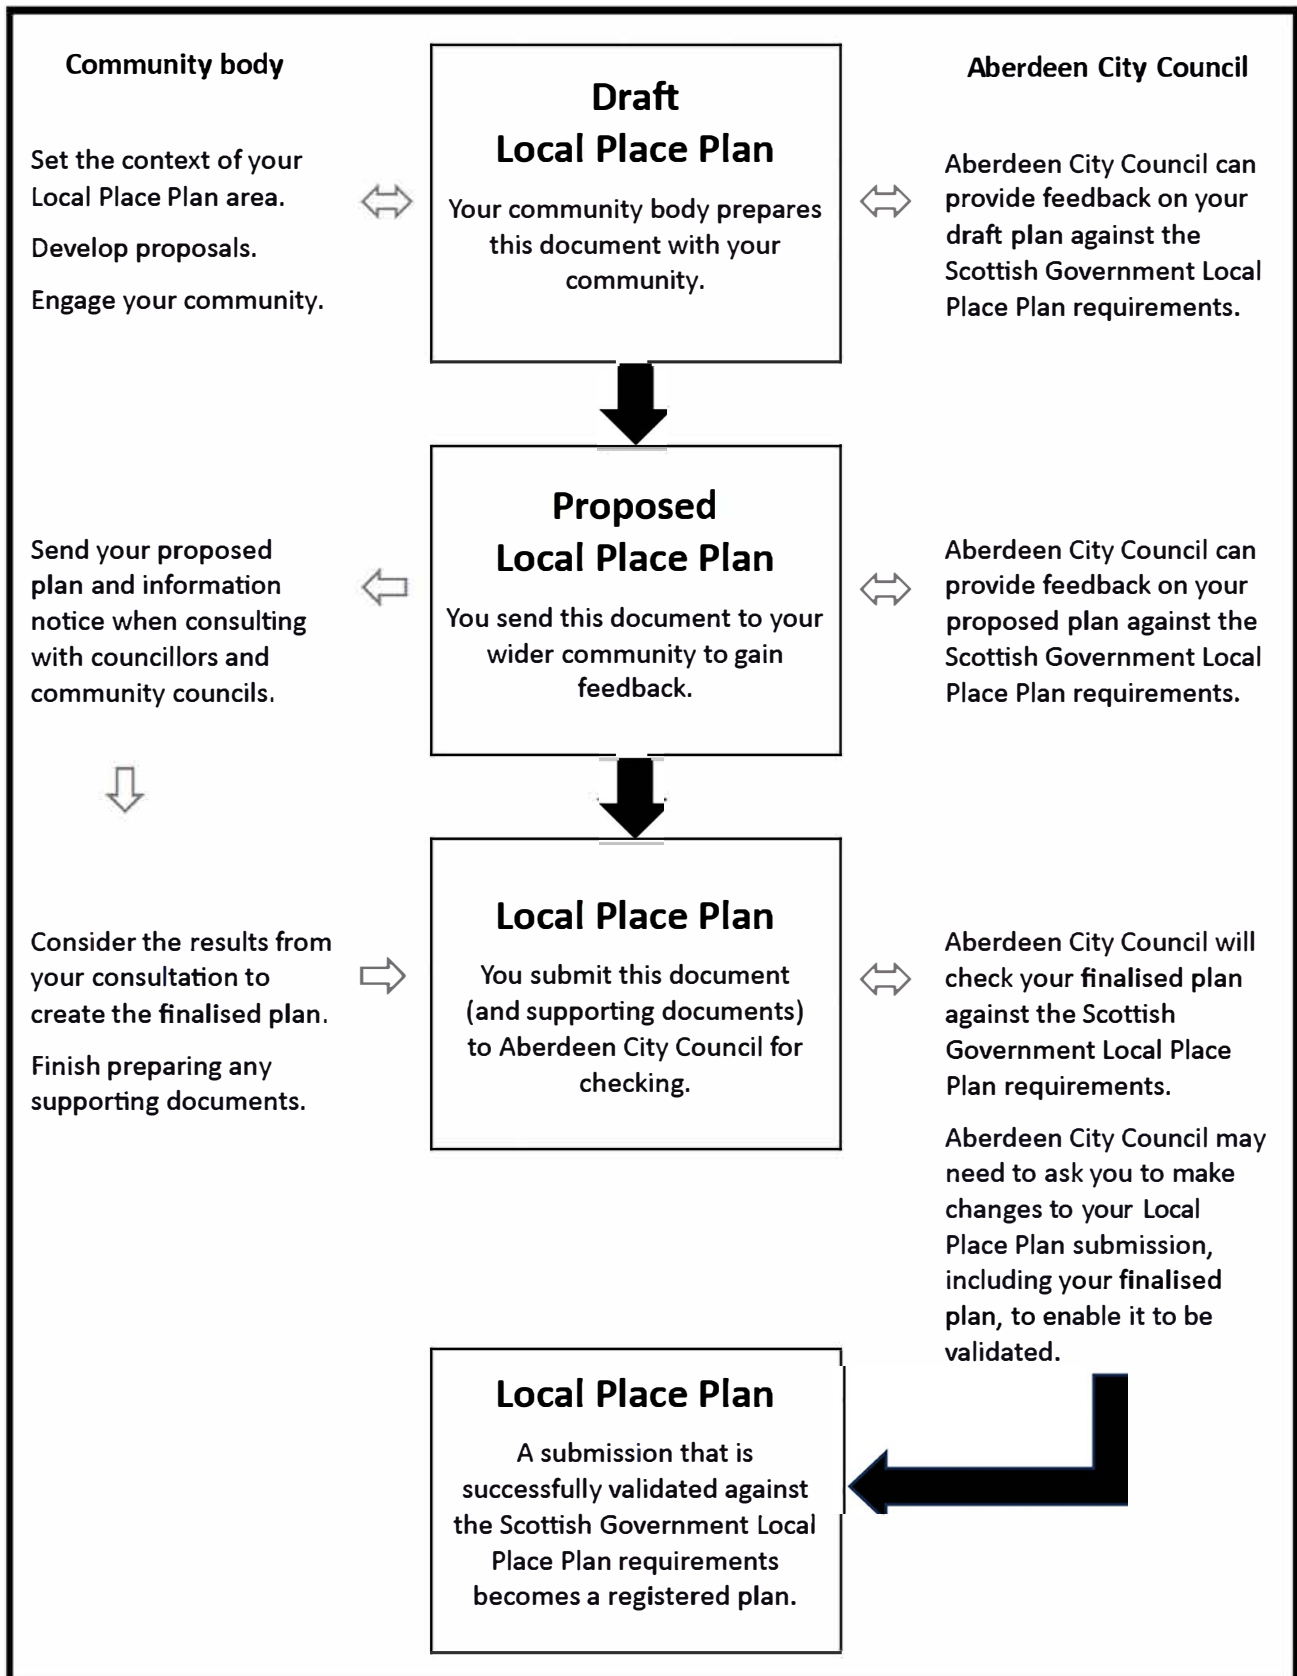 Community body
Aberdeen City Council
Draft
Local Place Plan
Your community body prepares
this document with your
community.
Set the context of your
Local Place Plan area.
Develop proposals.
Engage your community.
Aberdeen City Council can
provide feedback on your
draft plan against the
Scottish Government Local
Place Plan requirements.
Proposed
Local Place Plan
You send this document to your
wider community to gain
feedback.
Send your proposed
plan and information
notice when consulting
with councillors and
community councils.
Aberdeen City Council can
provide feedback on your
proposed plan against the
Scottish Government Local
Place Plan requirements.
Consider the results from
your consultation to
create the finalised plan.
Finish preparing any
supporting documents.
Local Place Plan
You submit this document
(and supporting documents)
to Aberdeen City Council for
checking.
Aberdeen City Council will
check your finalised plan
against the Scottish
Government Local Place
Plan requirements.
Aberdeen City Council may
need to ask you to make
changes to your Local
Place Plan submission,
including your finalised
plan, to enable it to be
validated.
Local Place Plan
A submission that is
successfully validated against
the Scottish Government Local
Place Plan requirements
becomes a registered plan.